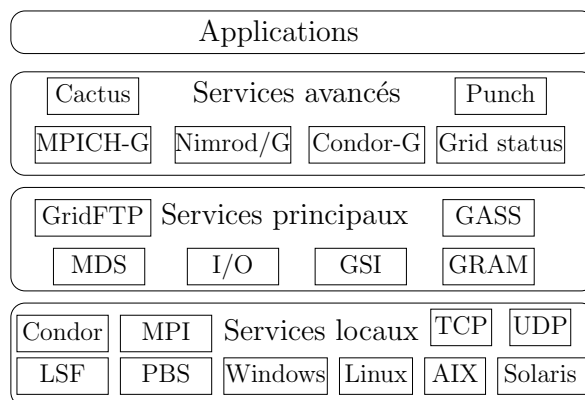 Applications
Cactus Services avancés Punch
MPICH-G Nimrod/G Condor-G Grid status
GridFTP Services principaux GASS
MDS I/O GSI GRAM
Condor MPI Services locaux TCP UDP
LSF PBS Windows Linux AIX Solaris